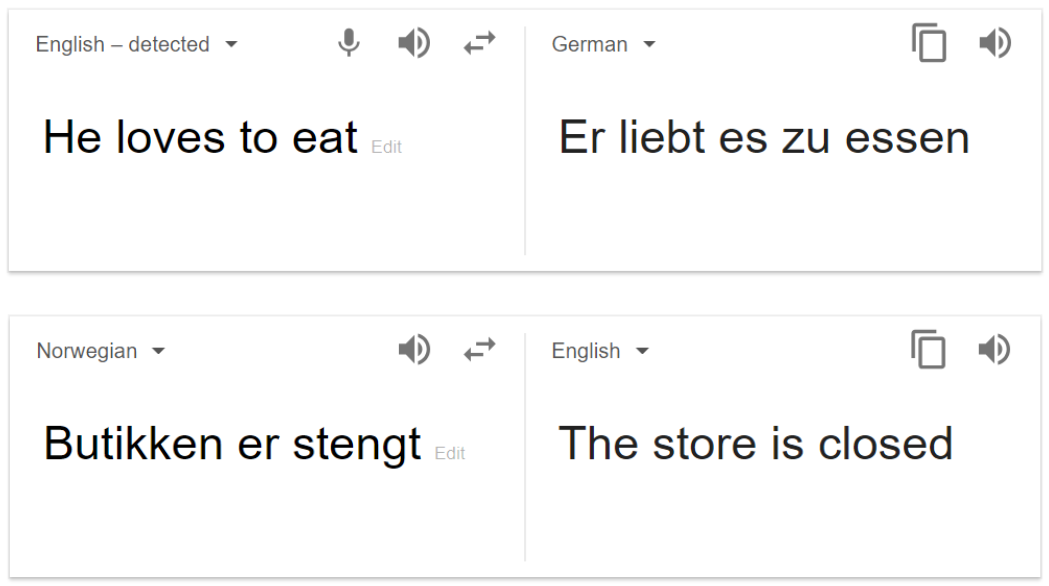 English – detected
German
He loves to eat Edit
Er liebt es zu essen
Norwegian
English
Butikken er stengt Edit
The store is closed